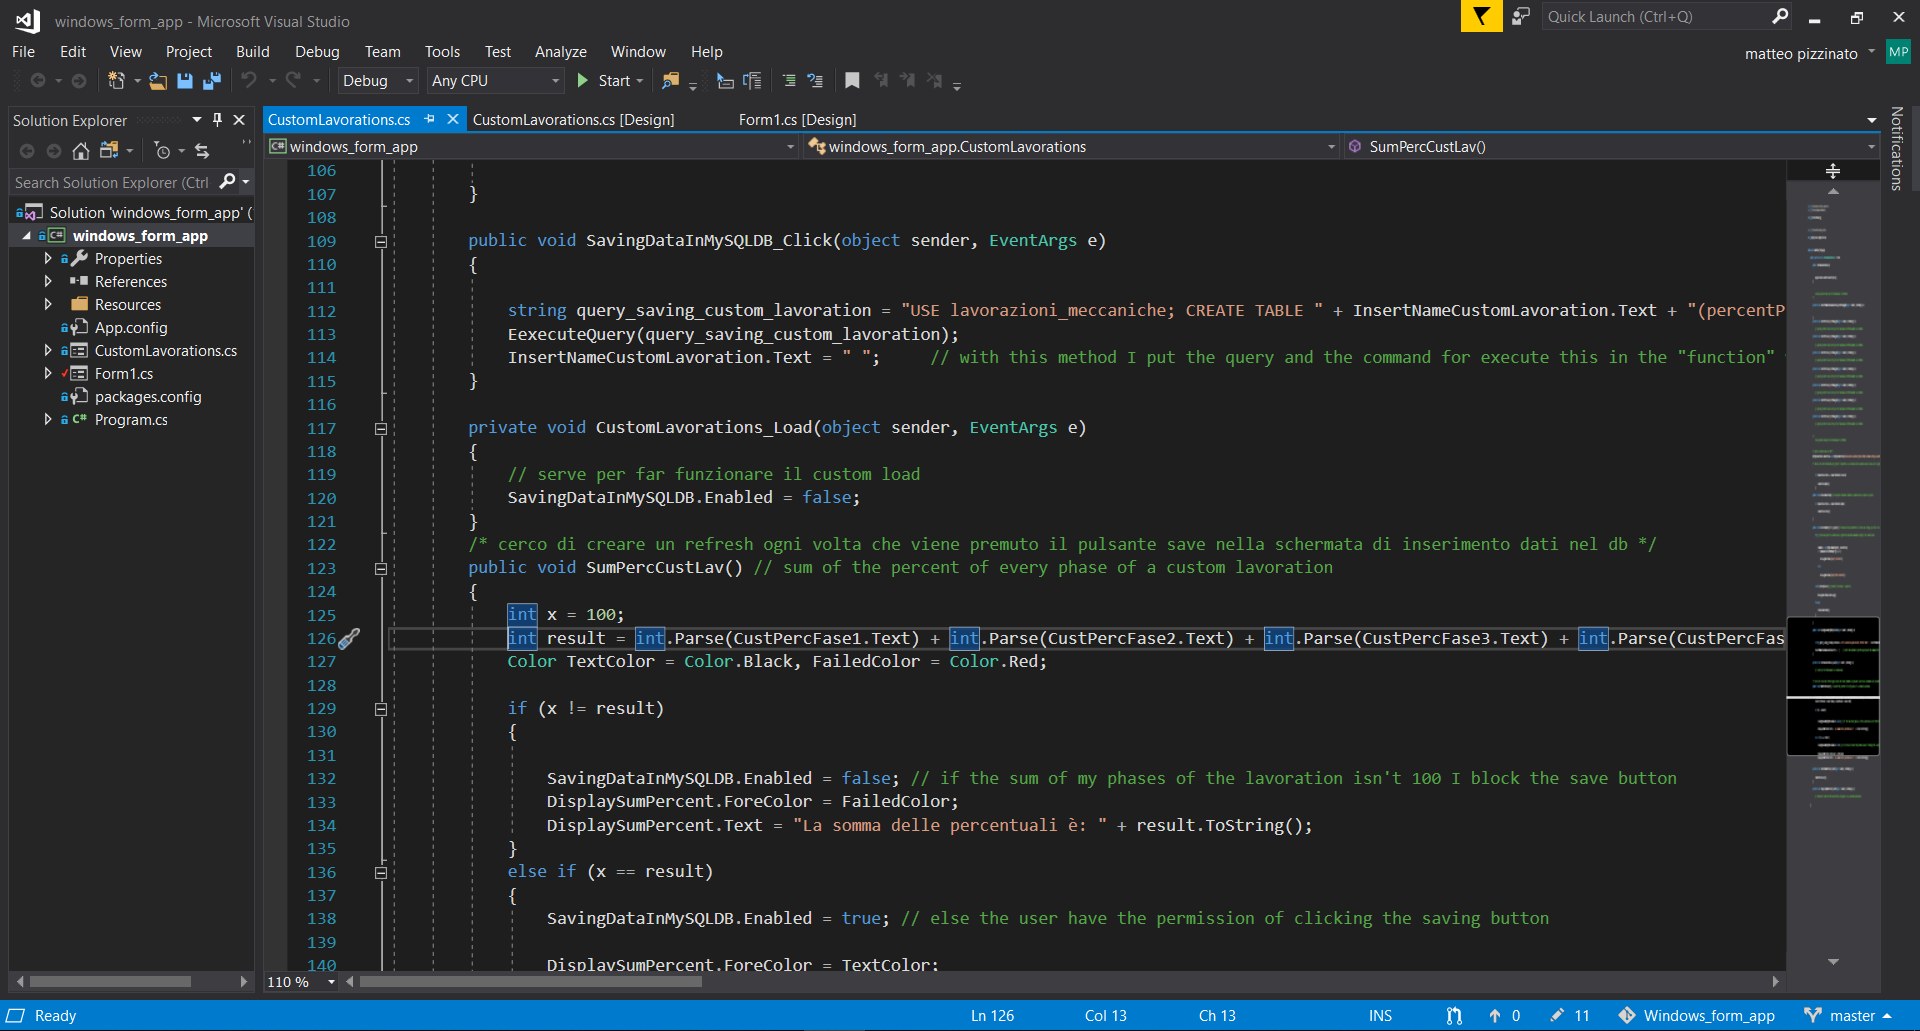 windows_form_app - Microsoft Visual Studio
Quick Launch (Ctrl+Q)
File Edit View Project Build Debug Team Tools Test Analyze Window Help
matteo pizzinato MP
Debug Any CPU Start
Solution Explorer
Search Solution Explorer (Ctrl
Solution 'windows_form_app' (
C# windows_form_app
Properties
References
Resources
App.config
CustomLavorations.cs
Form1.cs
packages.config
C# Program.cs
CustomLavorations.cs CustomLavorations.cs [Design] Form1.cs [Design]
C# windows_form_app windows_form_app.CustomLavorations SumPercCustLav()
Notifications
106
107 }
108
109 public void SavingDataInMySQLDB_Click(object sender, EventArgs e)
110 {
111
112 string query_saving_custom_lavoration = "USE lavorazioni_meccaniche; CREATE TABLE " + InsertNameCustomLavoration.Text + "(percentP
113 EexecuteQuery(query_saving_custom_lavoration);
114 InsertNameCustomLavoration.Text = " "; // with this method I put the query and the command for execute this in the "function"
115 }
116
117 private void CustomLavorations_Load(object sender, EventArgs e)
118 {
119 // serve per far funzionare il custom load
120 SavingDataInMySQLDB.Enabled = false;
121 }
122 /* cerco di creare un refresh ogni volta che viene premuto il pulsante save nella schermata di inserimento dati nel db */
123 public void SumPercCustLav() // sum of the percent of every phase of a custom lavoration
124 {
125 int x = 100;
126 int result = int.Parse(CustPercFase1.Text) + int.Parse(CustPercFase2.Text) + int.Parse(CustPercFase3.Text) + int.Parse(CustPercFas
127 Color TextColor = Color.Black, FailedColor = Color.Red;
128
129 if (x != result)
130 {
131
132 SavingDataInMySQLDB.Enabled = false; // if the sum of my phases of the lavoration isn't 100 I block the save button
133 DisplaySumPercent.ForeColor = FailedColor;
134 DisplaySumPercent.Text = "La somma delle percentuali è: " + result.ToString();
135 }
136 else if (x == result)
137 {
138 SavingDataInMySQLDB.Enabled = true; // else the user have the permission of clicking the saving button
139
140 DisplaySumPercent.ForeColor = TextColor;
110 %
Ready Ln 126 Col 13 Ch 13 INS 0 11 Windows_form_app master